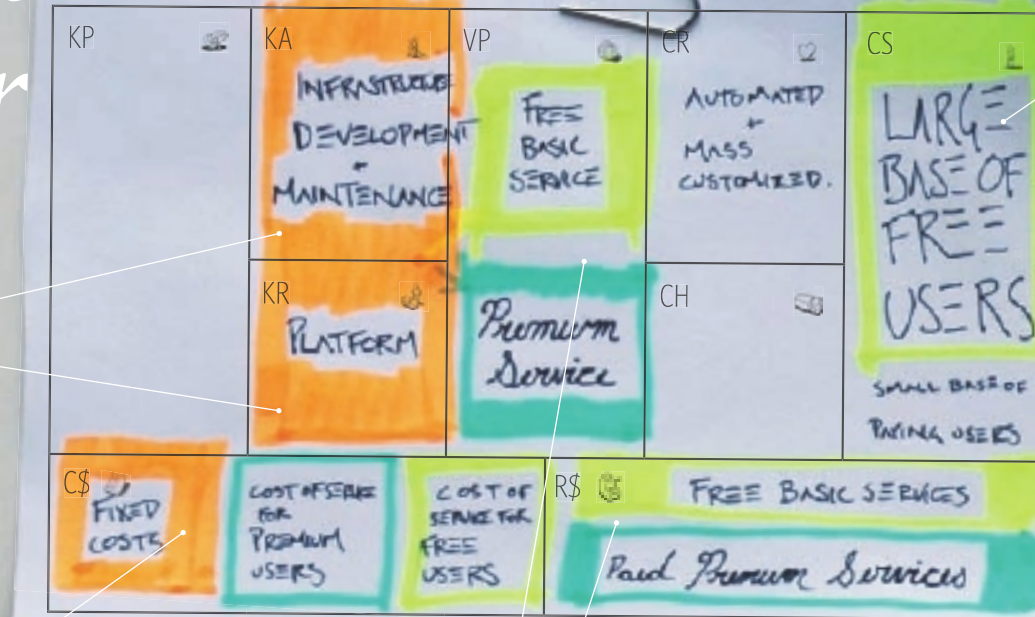 KP
KA
INFRASTRUCTURE
DEVELOPMENT
+
MAINTENANCE
VP
FREE
BASIC
SERVICE
CR
AUTOMATED
+
MASS
CUSTOMIZED.
CS
LARGE
BASE OF
FREE
USERS
SMALL BASE OF
PAYING USERS
KR
PLATFORM
Premium
Service
CH
C$
FIXED
COSTS
COST OF SERVICE
FOR
PREMIUM
USERS
COST OF
SERVICE FOR
FREE
USERS
R$
FREE BASIC SERVICES
Paid Premium Services